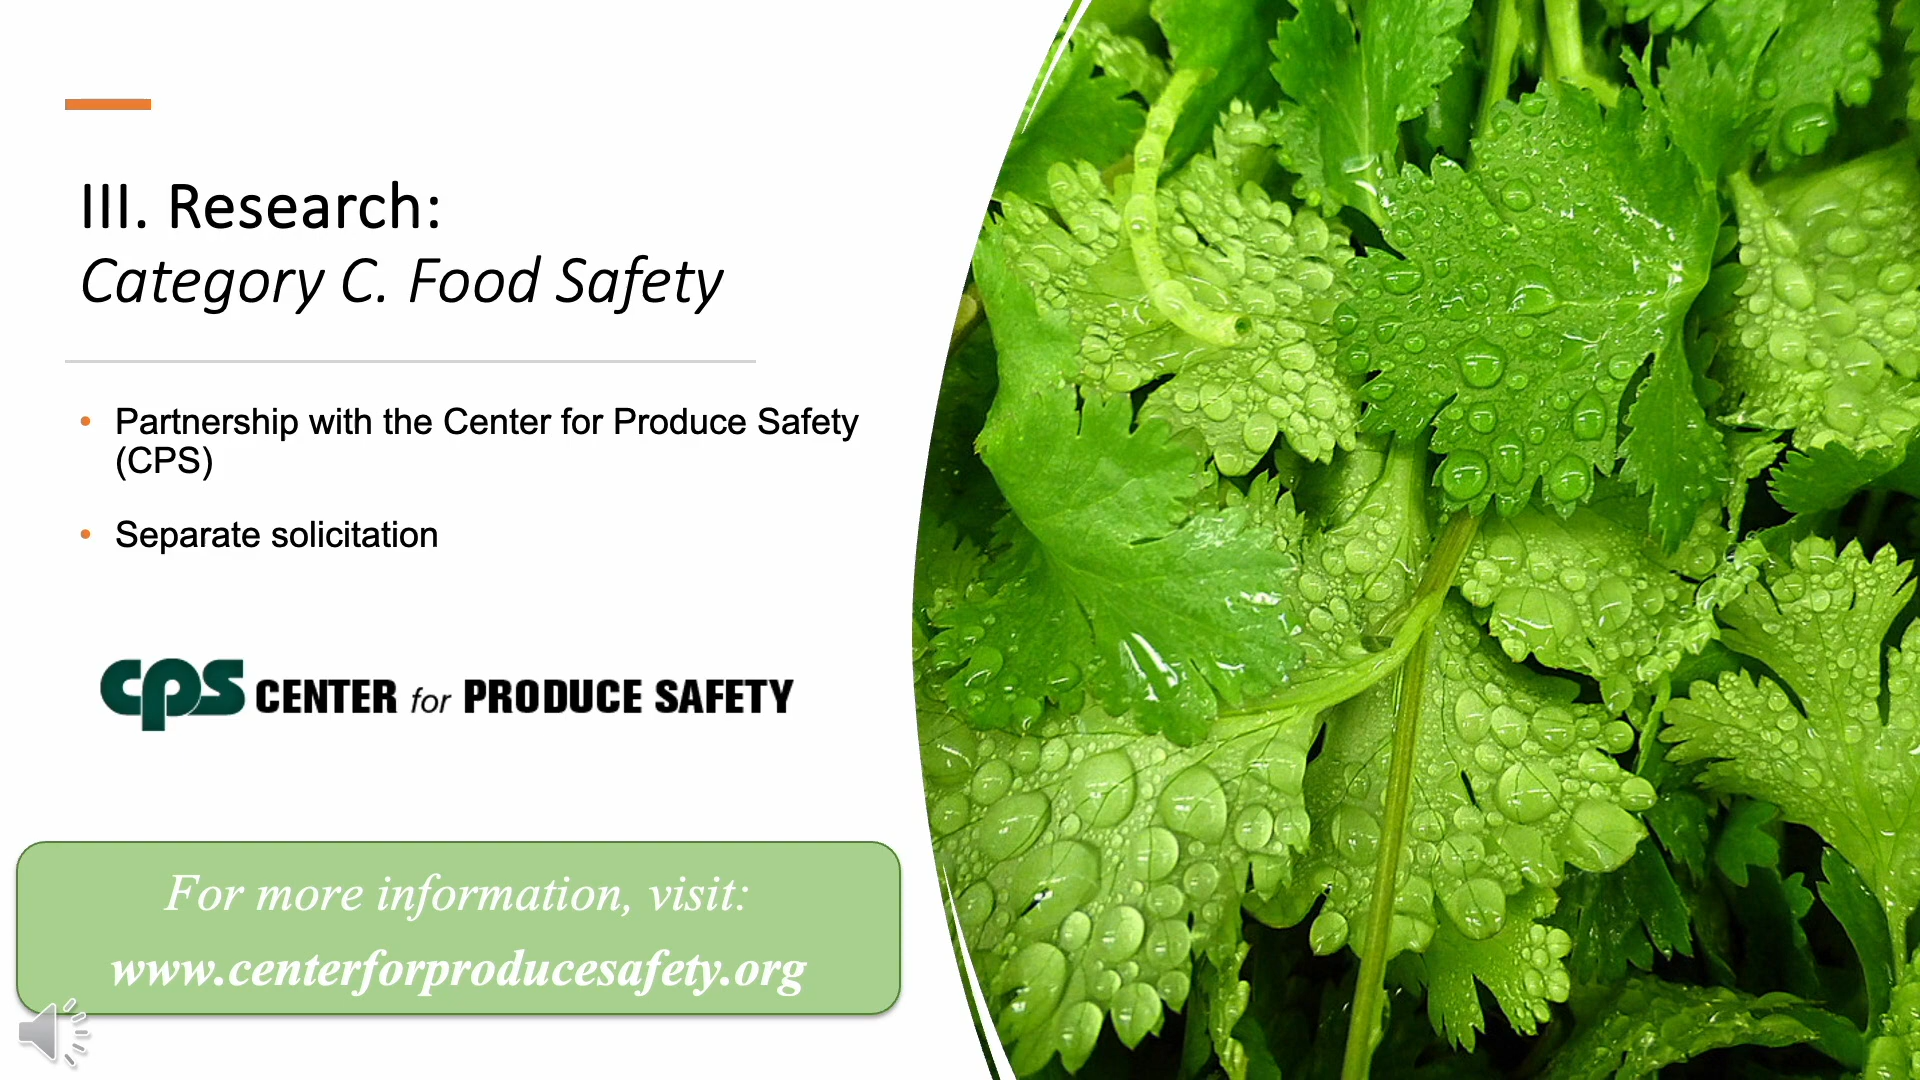 III. Research:
Category C. Food Safety
• Partnership with the Center for Produce Safety
(CPS)
• Separate solicitation
cps CENTER for PRODUCE SAFETY
For more information, visit:
www.centerforproducesafety.org